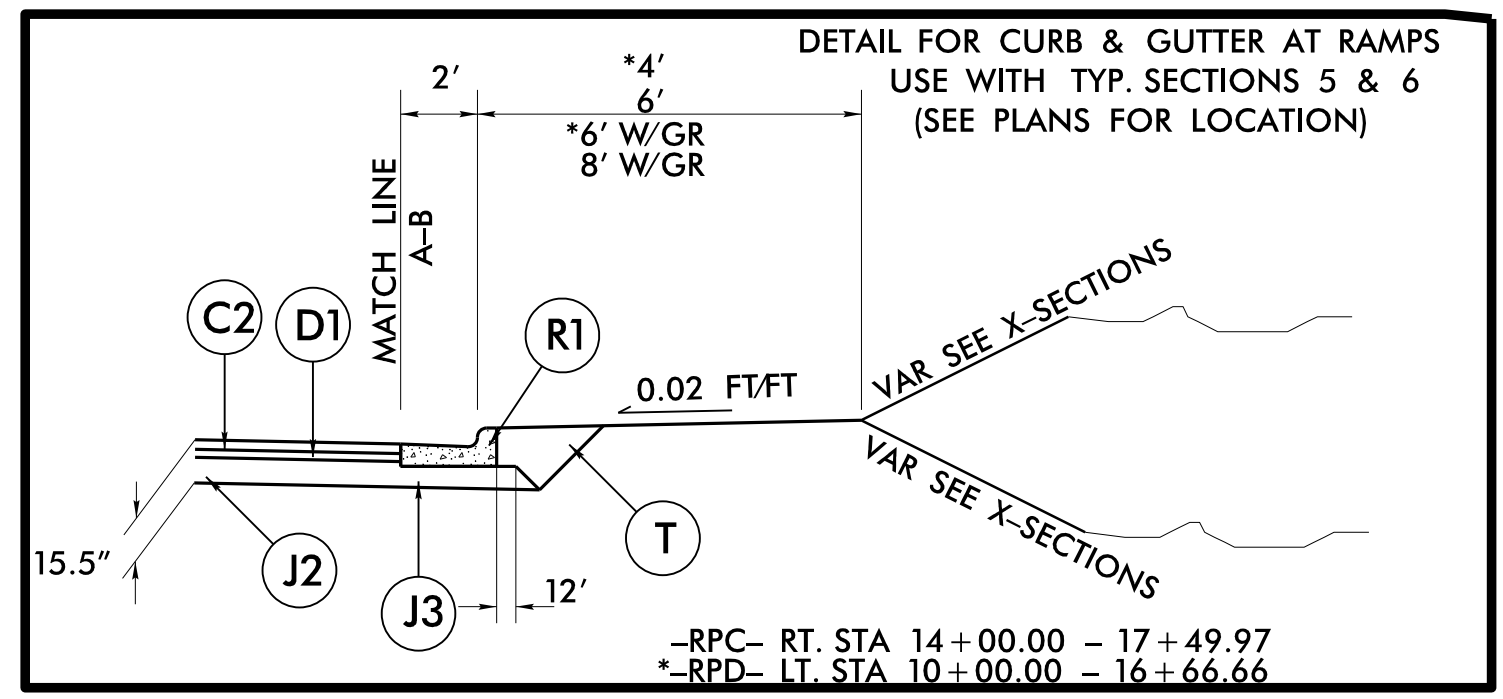 DETAIL FOR CURB & GUTTER AT RAMPS
USE WITH TYP. SECTIONS 5 & 6
(SEE PLANS FOR LOCATION)
2'
*4'
6'
*6' W/GR
8' W/GR
MATCH LINE
A-B
C2
D1
R1
0.02 FT/FT
VAR SEE X-SECTIONS
VAR SEE X-SECTIONS
15.5"
J2
J3
12'
T
-RPC- RT. STA 14+00.00 - 17+49.97
*-RPD- LT. STA 10+00.00 - 16+66.66